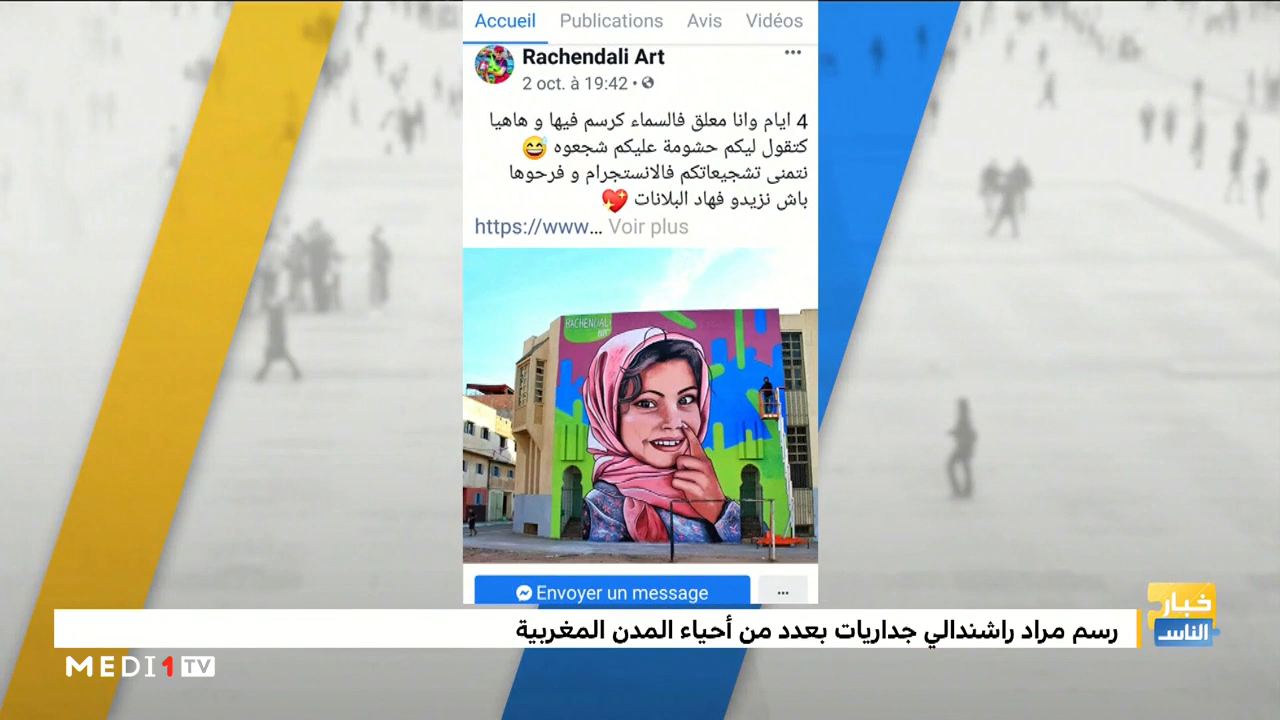 Accueil Publications Avis Vidéos
Rachendali Art
2 oct. à 19:42 •
4 ايام وانا معلق فالسماء كرسم فيها و هاهيا
كتقول ليكم حشومة عليكم شجعوه 😅
نتمنى تشجيعاتكم فالانستجرام و فرحوها
باش نزيدو فهاد البلانات 💖
https://www... Voir plus
RACHENDALI
ART
Envoyer un message
...
خبار
الناس
رسم مراد راشندالي جداريات بعدد من أحياء المدن المغربية
MEDI1TV